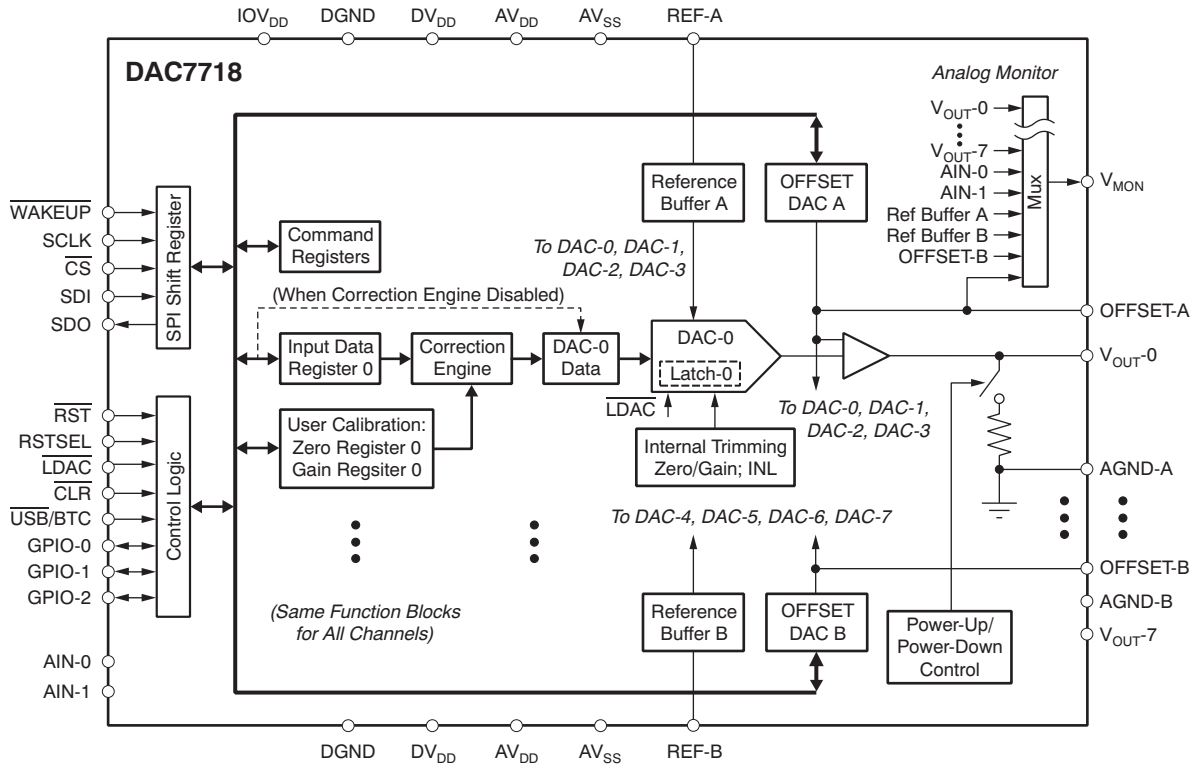 IOVDD DGND DVDD AVDD AVSS REF-A
DAC7718
Analog Monitor
VOUT-0
VOUT-7
AIN-0
AIN-1
Ref Buffer A
Ref Buffer B
OFFSET-B
Mux
VMON
Reference
Buffer A
OFFSET
DAC A
WAKEUP
SCLK
CS
SDI
SDO
SPI Shift Register
Command
Registers
To DAC-0, DAC-1,
DAC-2, DAC-3
(When Correction Engine Disabled)
OFFSET-A
Input Data
Register 0
Correction
Engine
DAC-0
Data
DAC-0
Latch-0
VOUT-0
LDAC
To DAC-0, DAC-1,
DAC-2, DAC-3
RST
RSTSEL
LDAC
CLR
USB/BTC
GPIO-0
GPIO-1
GPIO-2
Control Logic
User Calibration:
Zero Register 0
Gain Regsiter 0
Internal Trimming
Zero/Gain; INL
AGND-A
To DAC-4, DAC-5, DAC-6, DAC-7
OFFSET-B
(Same Function Blocks
for All Channels)
Reference
Buffer B
OFFSET
DAC B
Power-Up/
Power-Down
Control
AGND-B
VOUT-7
AIN-0
AIN-1
DGND DVDD AVDD AVSS REF-B